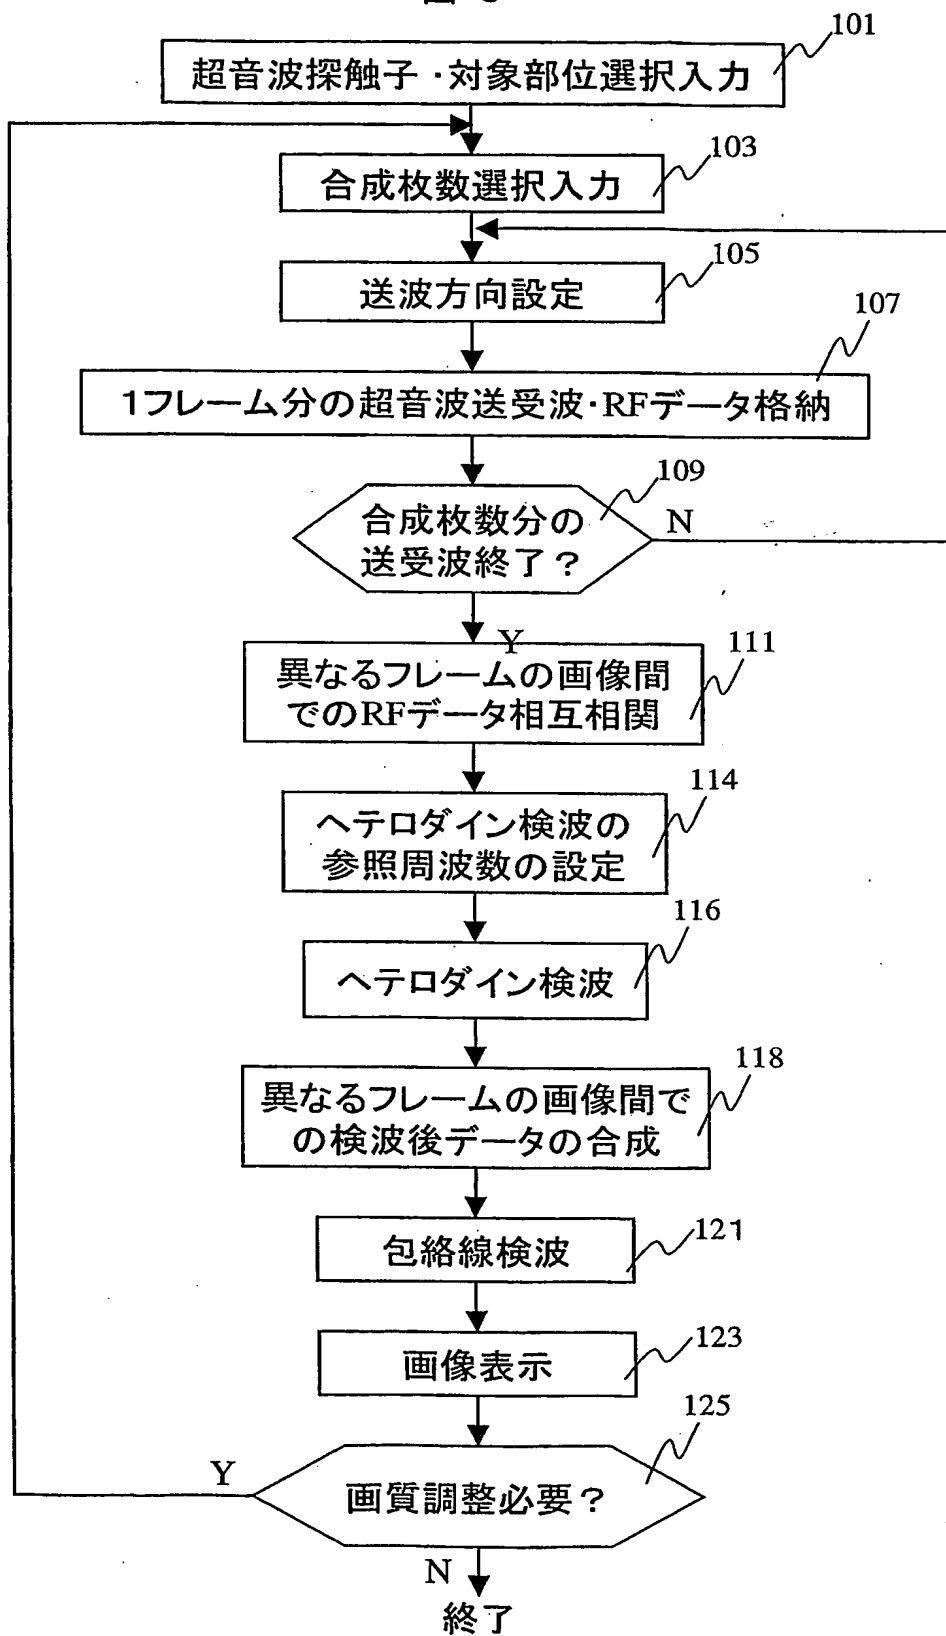 101
超音波探触子・対象部位選択入力
103
合成枚数選択入力
105
送波方向設定
107
1フレーム分の超音波送受波・RFデータ格納
109
合成枚数分の
送受波終了?
N
Y
111
異なるフレームの画像間
でのRFデータ相互相関
114
ヘテロダイン検波の
参照周波数の設定
116
ヘテロダイン検波
118
異なるフレームの画像間で
の検波後データの合成
121
包絡線検波
123
画像表示
125
Y
画質調整必要?
N
終了